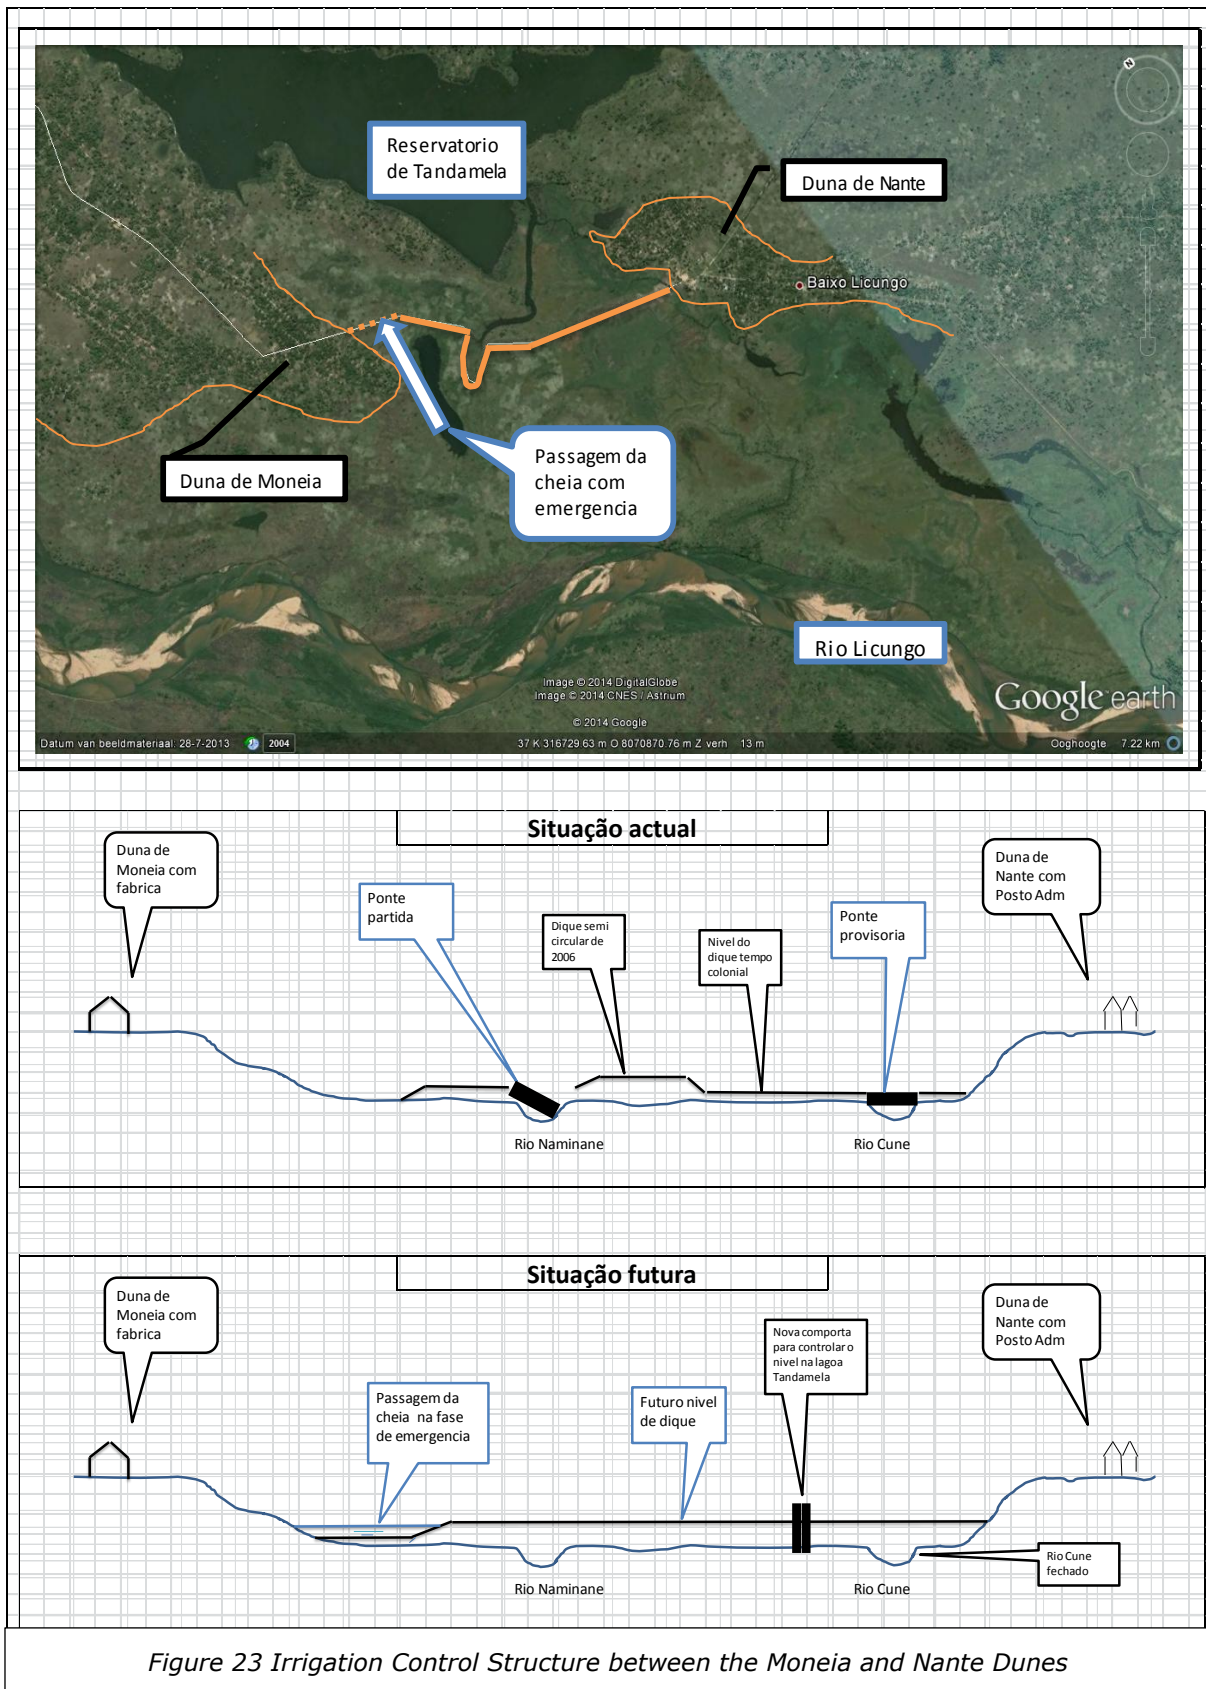 Reservatorio
de Tandamela
Duna de Nante
Baixo Licungo
Duna de Moneia
Passagem da
cheia com
emergencia
Rio Licungo
Image © 2014 DigitalGlobe
Image © 2014 CNES / Astrium
© 2014 Google
Google earth
Datum van beeldmateriaal: 28-7-2013 2004 37 K 316729.63 m O 8070870.76 m Z verh 13 m Ooghoogte 7.22 km
N
Situação actual
Duna de
Moneia com
fabrica
Ponte
partida
Dique semi
circular de
2006
Nivel do
dique tempo
colonial
Ponte
provisoria
Duna de
Nante com
Posto Adm
Rio Naminane
Rio Cune
Situação futura
Duna de
Moneia com
fabrica
Passagem da
cheia na fase
de emergencia
Futuro nivel
de dique
Nova comporta
para controlar o
nivel na lagoa
Tandamela
Duna de
Nante com
Posto Adm
Rio Cune
fechado
Rio Naminane
Rio Cune
Figure 23 Irrigation Control Structure between the Moneia and Nante Dunes